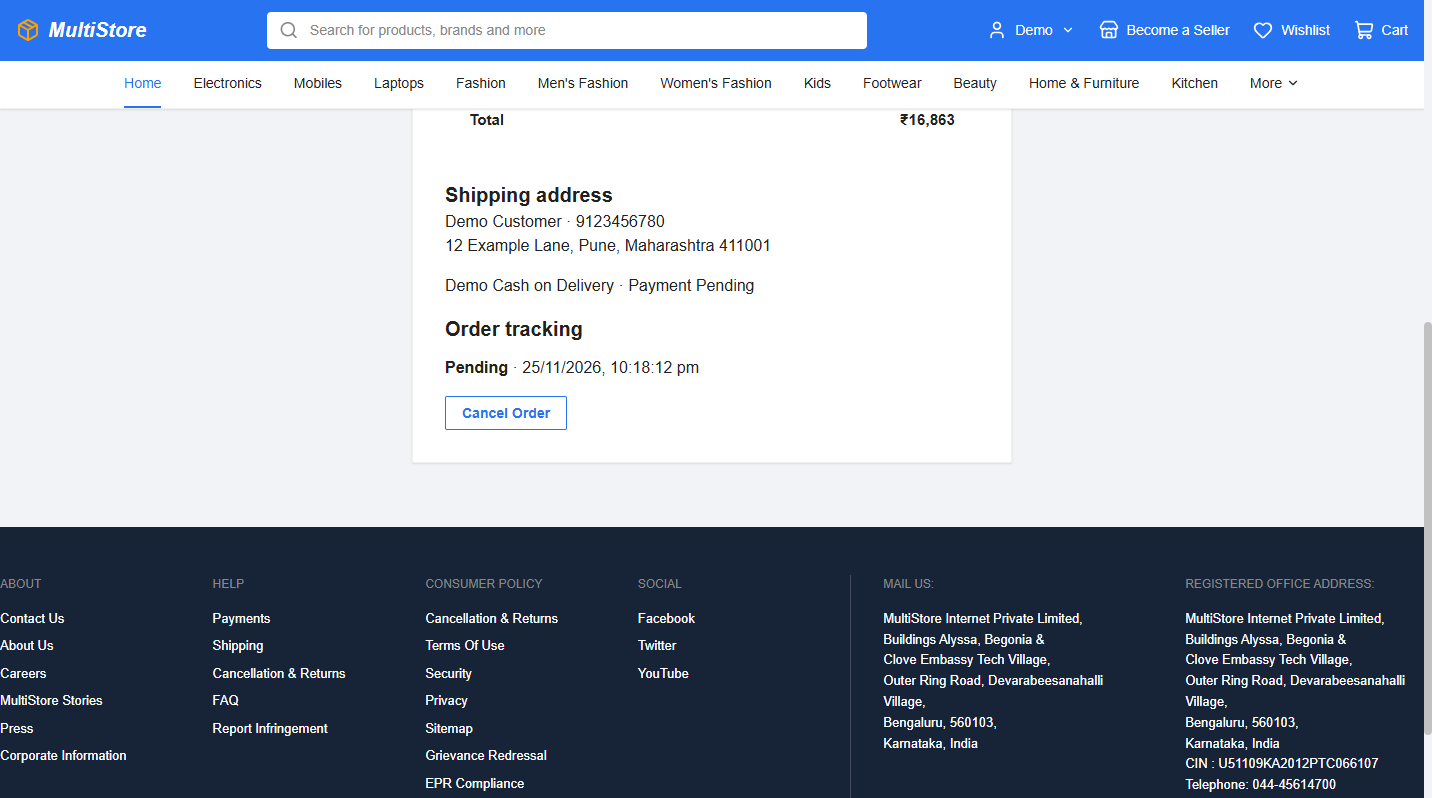 MultiStore
Search for products, brands and more
Demo
Become a Seller
Wishlist
Cart
Home
Electronics
Mobiles
Laptops
Fashion
Men's Fashion
Women's Fashion
Kids
Footwear
Beauty
Home & Furniture
Kitchen
More
Total ₹16,863
Shipping address
Demo Customer · 9123456780
12 Example Lane, Pune, Maharashtra 411001
Demo Cash on Delivery · Payment Pending
Order tracking
Pending · 25/11/2026, 10:18:12 pm
Cancel Order
ABOUT
Contact Us
About Us
Careers
MultiStore Stories
Press
Corporate Information
HELP
Payments
Shipping
Cancellation & Returns
FAQ
Report Infringement
CONSUMER POLICY
Cancellation & Returns
Terms Of Use
Security
Privacy
Sitemap
Grievance Redressal
EPR Compliance
SOCIAL
Facebook
Twitter
YouTube
MAIL US:
MultiStore Internet Private Limited,
Buildings Alyssa, Begonia &
Clove Embassy Tech Village,
Outer Ring Road, Devarabeesanahalli
Village,
Bengaluru, 560103,
Karnataka, India
REGISTERED OFFICE ADDRESS:
MultiStore Internet Private Limited,
Buildings Alyssa, Begonia &
Clove Embassy Tech Village,
Outer Ring Road, Devarabeesanahalli
Village,
Bengaluru, 560103,
Karnataka, India
CIN : U51109KA2012PTC066107
Telephone: 044-45614700